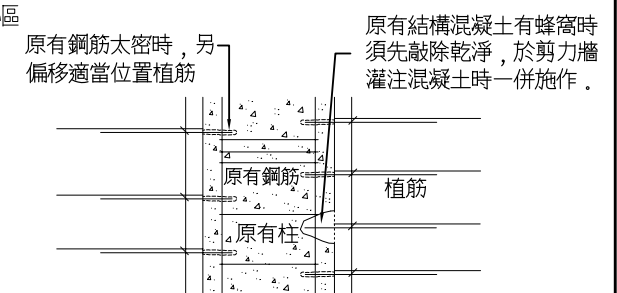 區
原有鋼筋太密時，另
偏移適當位置植筋
原有結構混凝土有蜂窩時
須先敲除乾淨，於剪力牆
灌注混凝土時一併施作。
原有鋼筋
植筋
原有柱